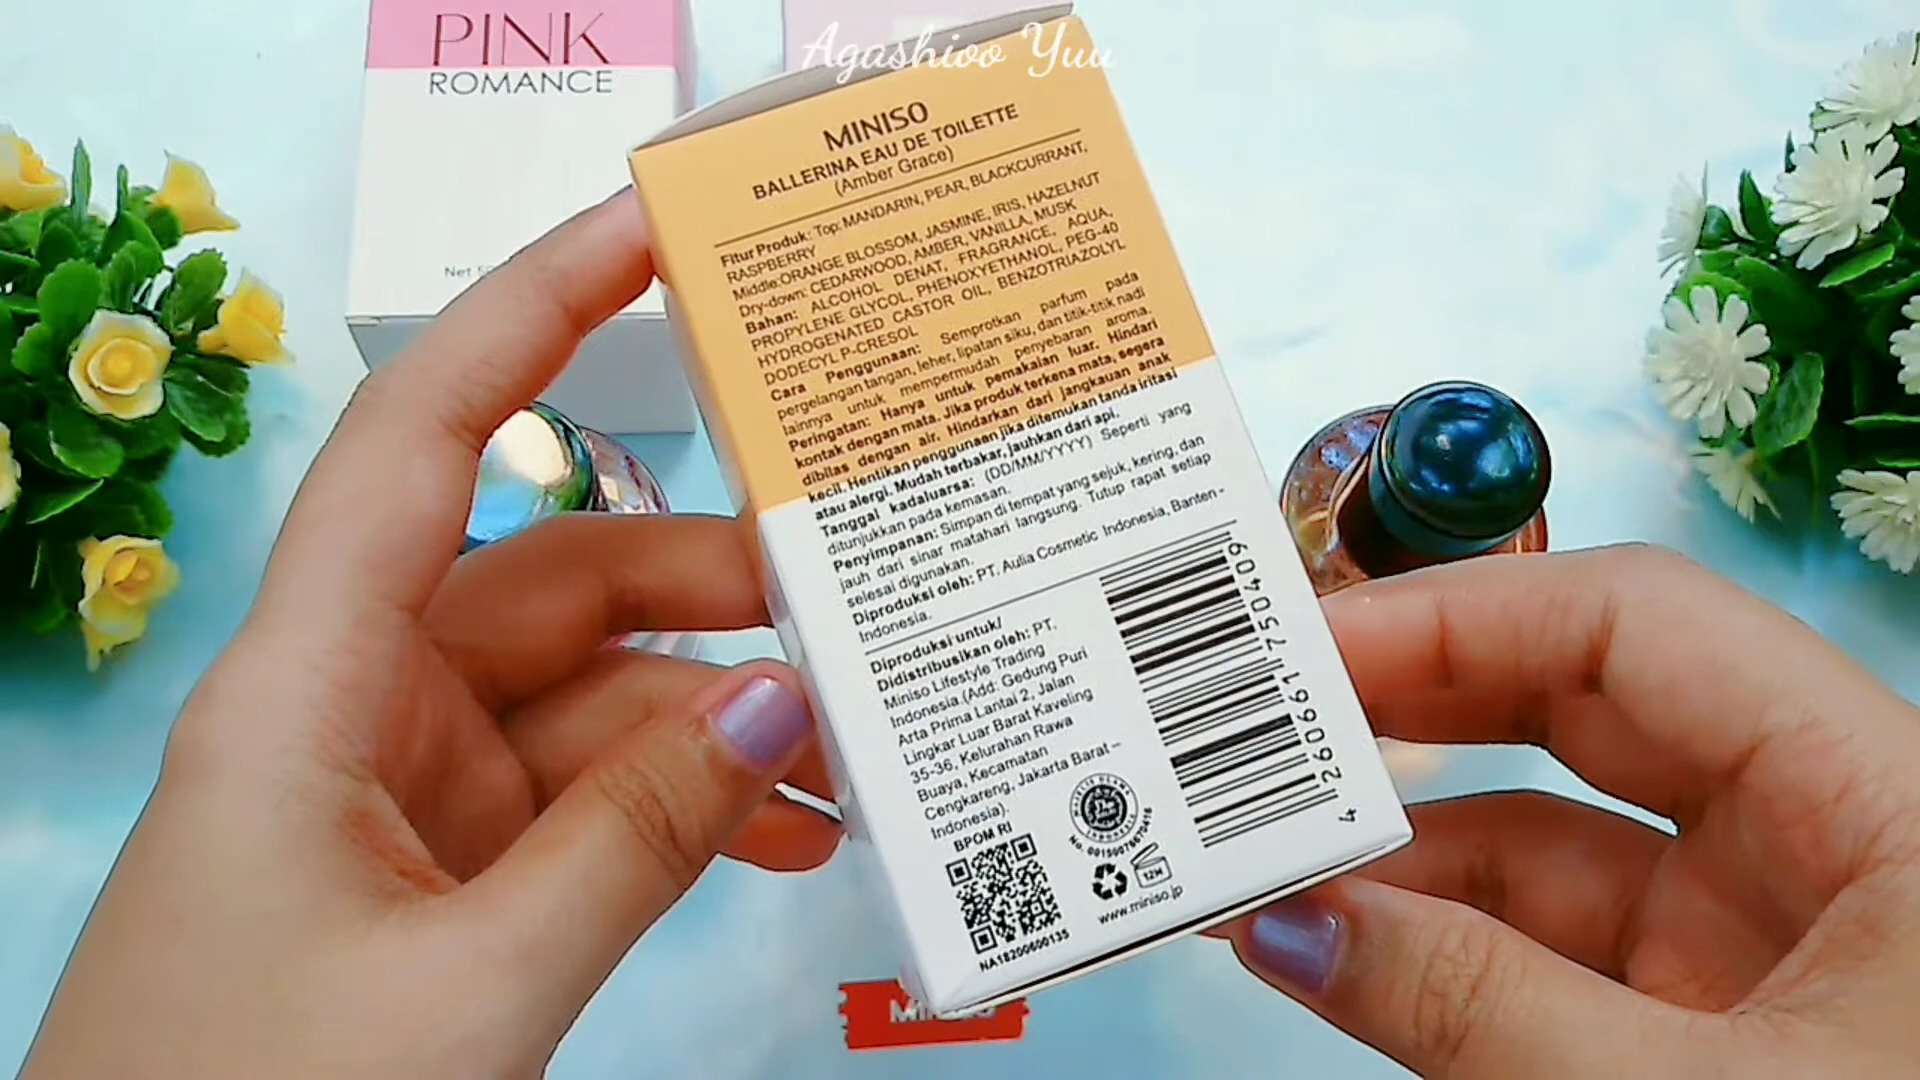 PINK
ROMANCE
Agashioo Yuu
MINISO
BALLERINA EAU DE TOILETTE
(Amber Grace)
Fitur Produk: Top: MANDARIN, PEAR, BLACKCURRANT,
RASPBERRY
Middle:ORANGE BLOSSOM, JASMINE, IRIS, HAZELNUT
Dry-down: CEDARWOOD, AMBER, VANILLA, MUSK
Bahan: ALCOHOL DENAT, FRAGRANCE, AQUA,
PROPYLENE GLYCOL, PHENOXYETHANOL, PEG-40
HYDROGENATED CASTOR OIL, BENZOTRIAZOLYL
DODECYL P-CRESOL
Cara Penggunaan: Semprotkan parfum pada
pergelangan tangan, leher, lipatan siku, dan titik-titik nadi
lainnya untuk mempermudah penyebaran aroma.
Peringatan: Hanya untuk pemakaian luar. Hindari
kontak dengan mata. Jika produk terkena mata, segera
dibilas dengan air. Hindarkan dari jangkauan anak
kecil. Hentikan penggunaan jika ditemukan tanda iritasi
atau alergi. Mudah terbakar, jauhkan dari api.
Tanggal kadaluarsa: (DD/MM/YYYY) Seperti yang
ditunjukkan pada kemasan.
Penyimpanan: Simpan di tempat yang sejuk, kering, dan
jauh dari sinar matahari langsung. Tutup rapat setiap
selesai digunakan.
Diproduksi oleh: PT. Aulia Cosmetic Indonesia, Banten -
Indonesia.
Diproduksi untuk/
Didistribusikan oleh: PT.
Miniso Lifestyle Trading
Indonesia.(Add: Gedung Puri
Arta Prima Lantai 2, Jalan
Lingkar Luar Barat Kaveling
35-36, Kelurahan Rawa
Buaya, Kecamatan
Cengkareng, Jakarta Barat –
Indonesia).
BPOM RI
NA18200600135
MAJELIS ULAMA
INDONESIA
No. 00150076670416
12M
www.miniso.jp
4 260661 750409
Net
MINISO